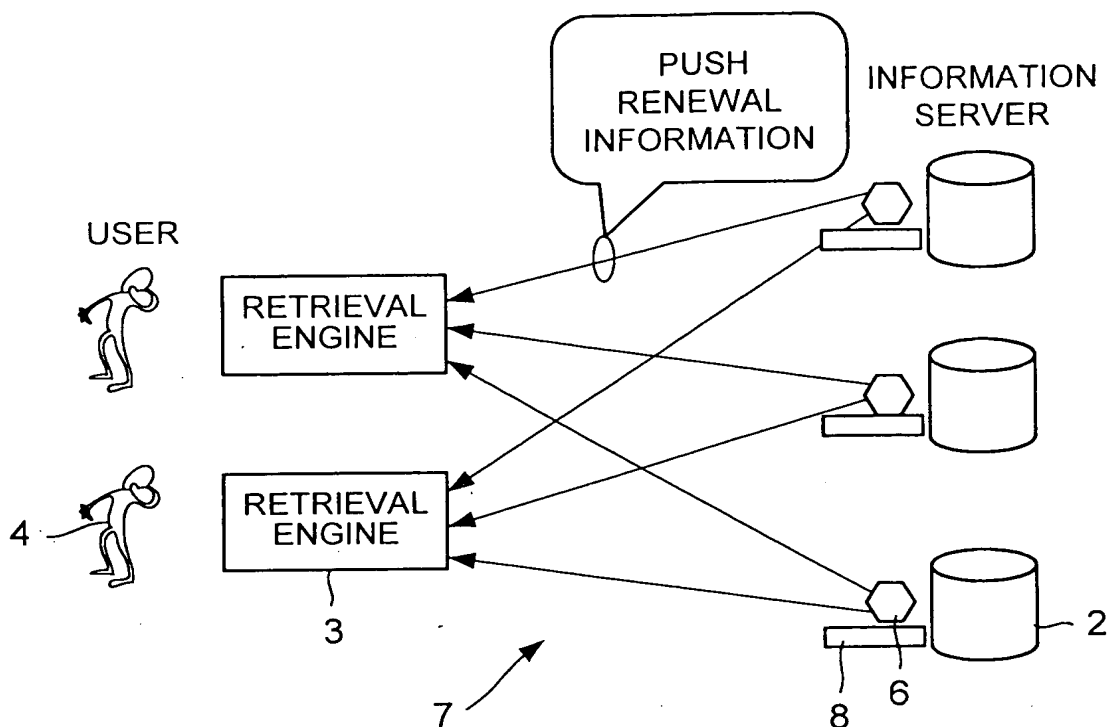 PUSH
RENEWAL
INFORMATION
INFORMATION
SERVER
USER
RETRIEVAL
ENGINE
RETRIEVAL
ENGINE
4
3
2
6
8
7